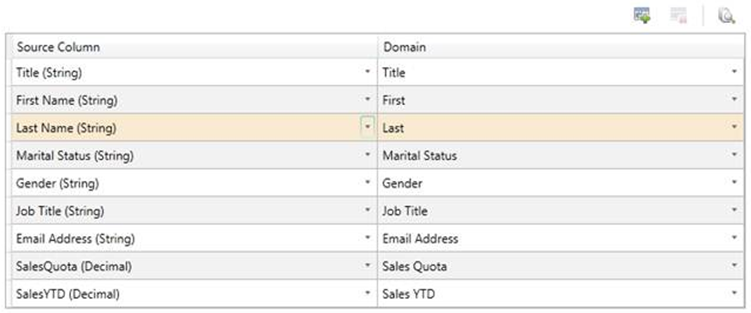 Source Column Domain
Title (String) Title
First Name (String) First
Last Name (String) Last
Marital Status (String) Marital Status
Gender (String) Gender
Job Title (String) Job Title
Email Address (String) Email Address
SalesQuota (Decimal) Sales Quota
SalesYTD (Decimal) Sales YTD